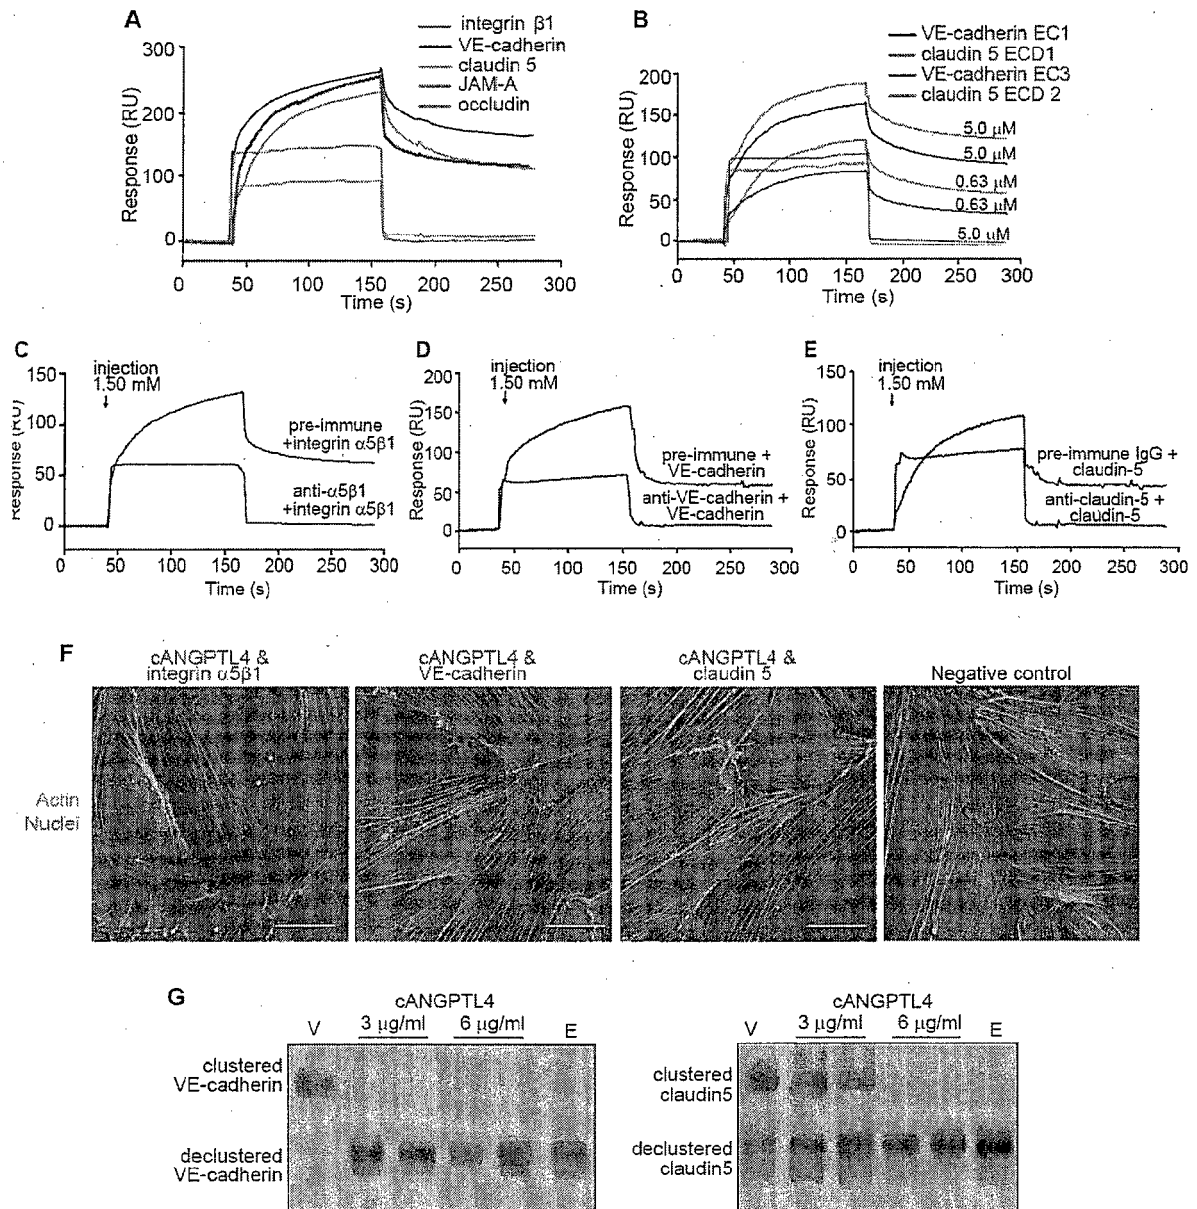 A
integrin β1
VE-cadherin
claudin 5
JAM-A
occludin
Response (RU)
300
200
100
0
0 50 100 150 200 250 300
Time (s)
B
VE-cadherin EC1
claudin 5 ECD1
VE-cadherin EC3
claudin 5 ECD 2
Response (RU)
200
150
100
50
0
5.0 μM
5.0 μM
0.63 μM
0.63 μM
5.0 uM
0 50 100 150 200 250 300
Time (s)
C
injection
1.50 mM
Response (RU)
150
100
50
0
pre-immune
+integrin α5β1
anti-α5β1
+integrin α5β1
0 50 100 150 200 250 300
Time (s)
D
injection
1.50 mM
Response (RU)
200
150
100
50
0
pre-immune +
VE-cadherin
anti-VE-cadherin +
VE-cadherin
0 50 100 150 200 250 300
Time (s)
E
injection
1.50 mM
Response (RU)
150
100
50
0
pre-immune IgG +
claudin-5
anti-claudin-5 +
claudin-5
0 50 100 150 200 250 300
Time (s)
F
cANGPTL4 &
integrin α5β1
cANGPTL4 &
VE-cadherin
cANGPTL4 &
claudin 5
Negative control
Actin
Nuclei
G
cANGPTL4
V 3 μg/ml 6 μg/ml E
clustered
VE-cadherin
declustered
VE-cadherin
cANGPTL4
V 3 μg/ml 6 μg/ml E
clustered
claudin5
declustered
claudin5